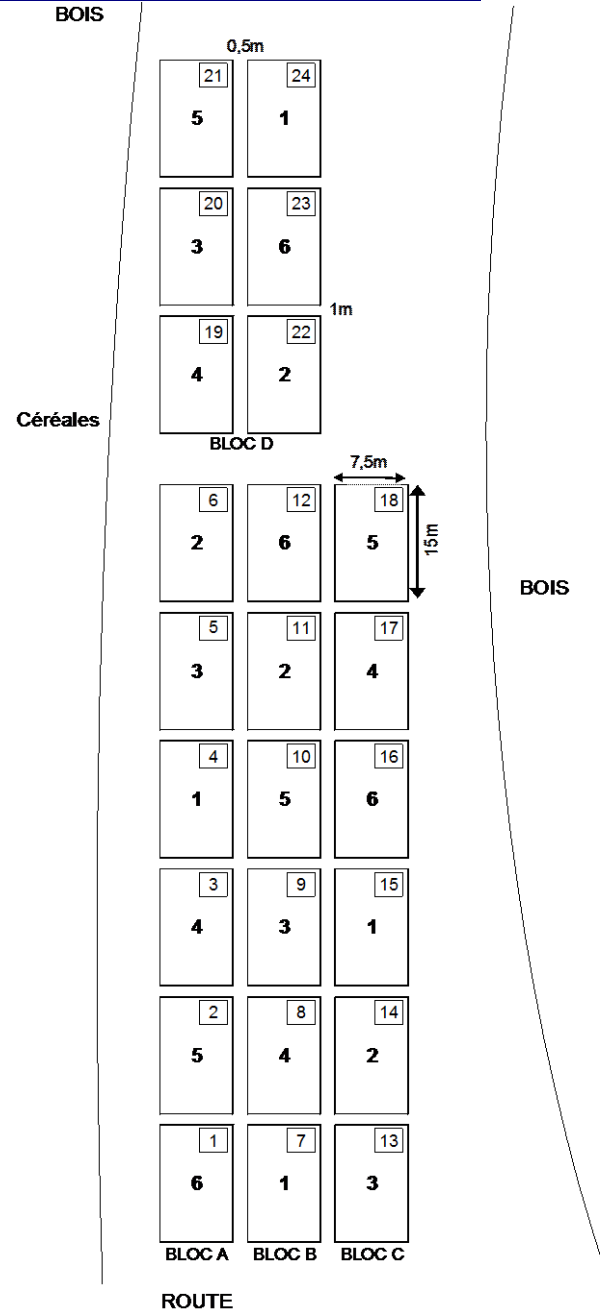 BOIS
0,5m
21 24
5 1
20 23
3 6
1m
19 22
4 2
Céréales
BLOC D
7,5m
6 12 18
2 6 5
15m
BOIS
5 11 17
3 2 4
4 10 16
1 5 6
3 9 15
4 3 1
2 8 14
5 4 2
1 7 13
6 1 3
BLOC A BLOC B BLOC C
ROUTE